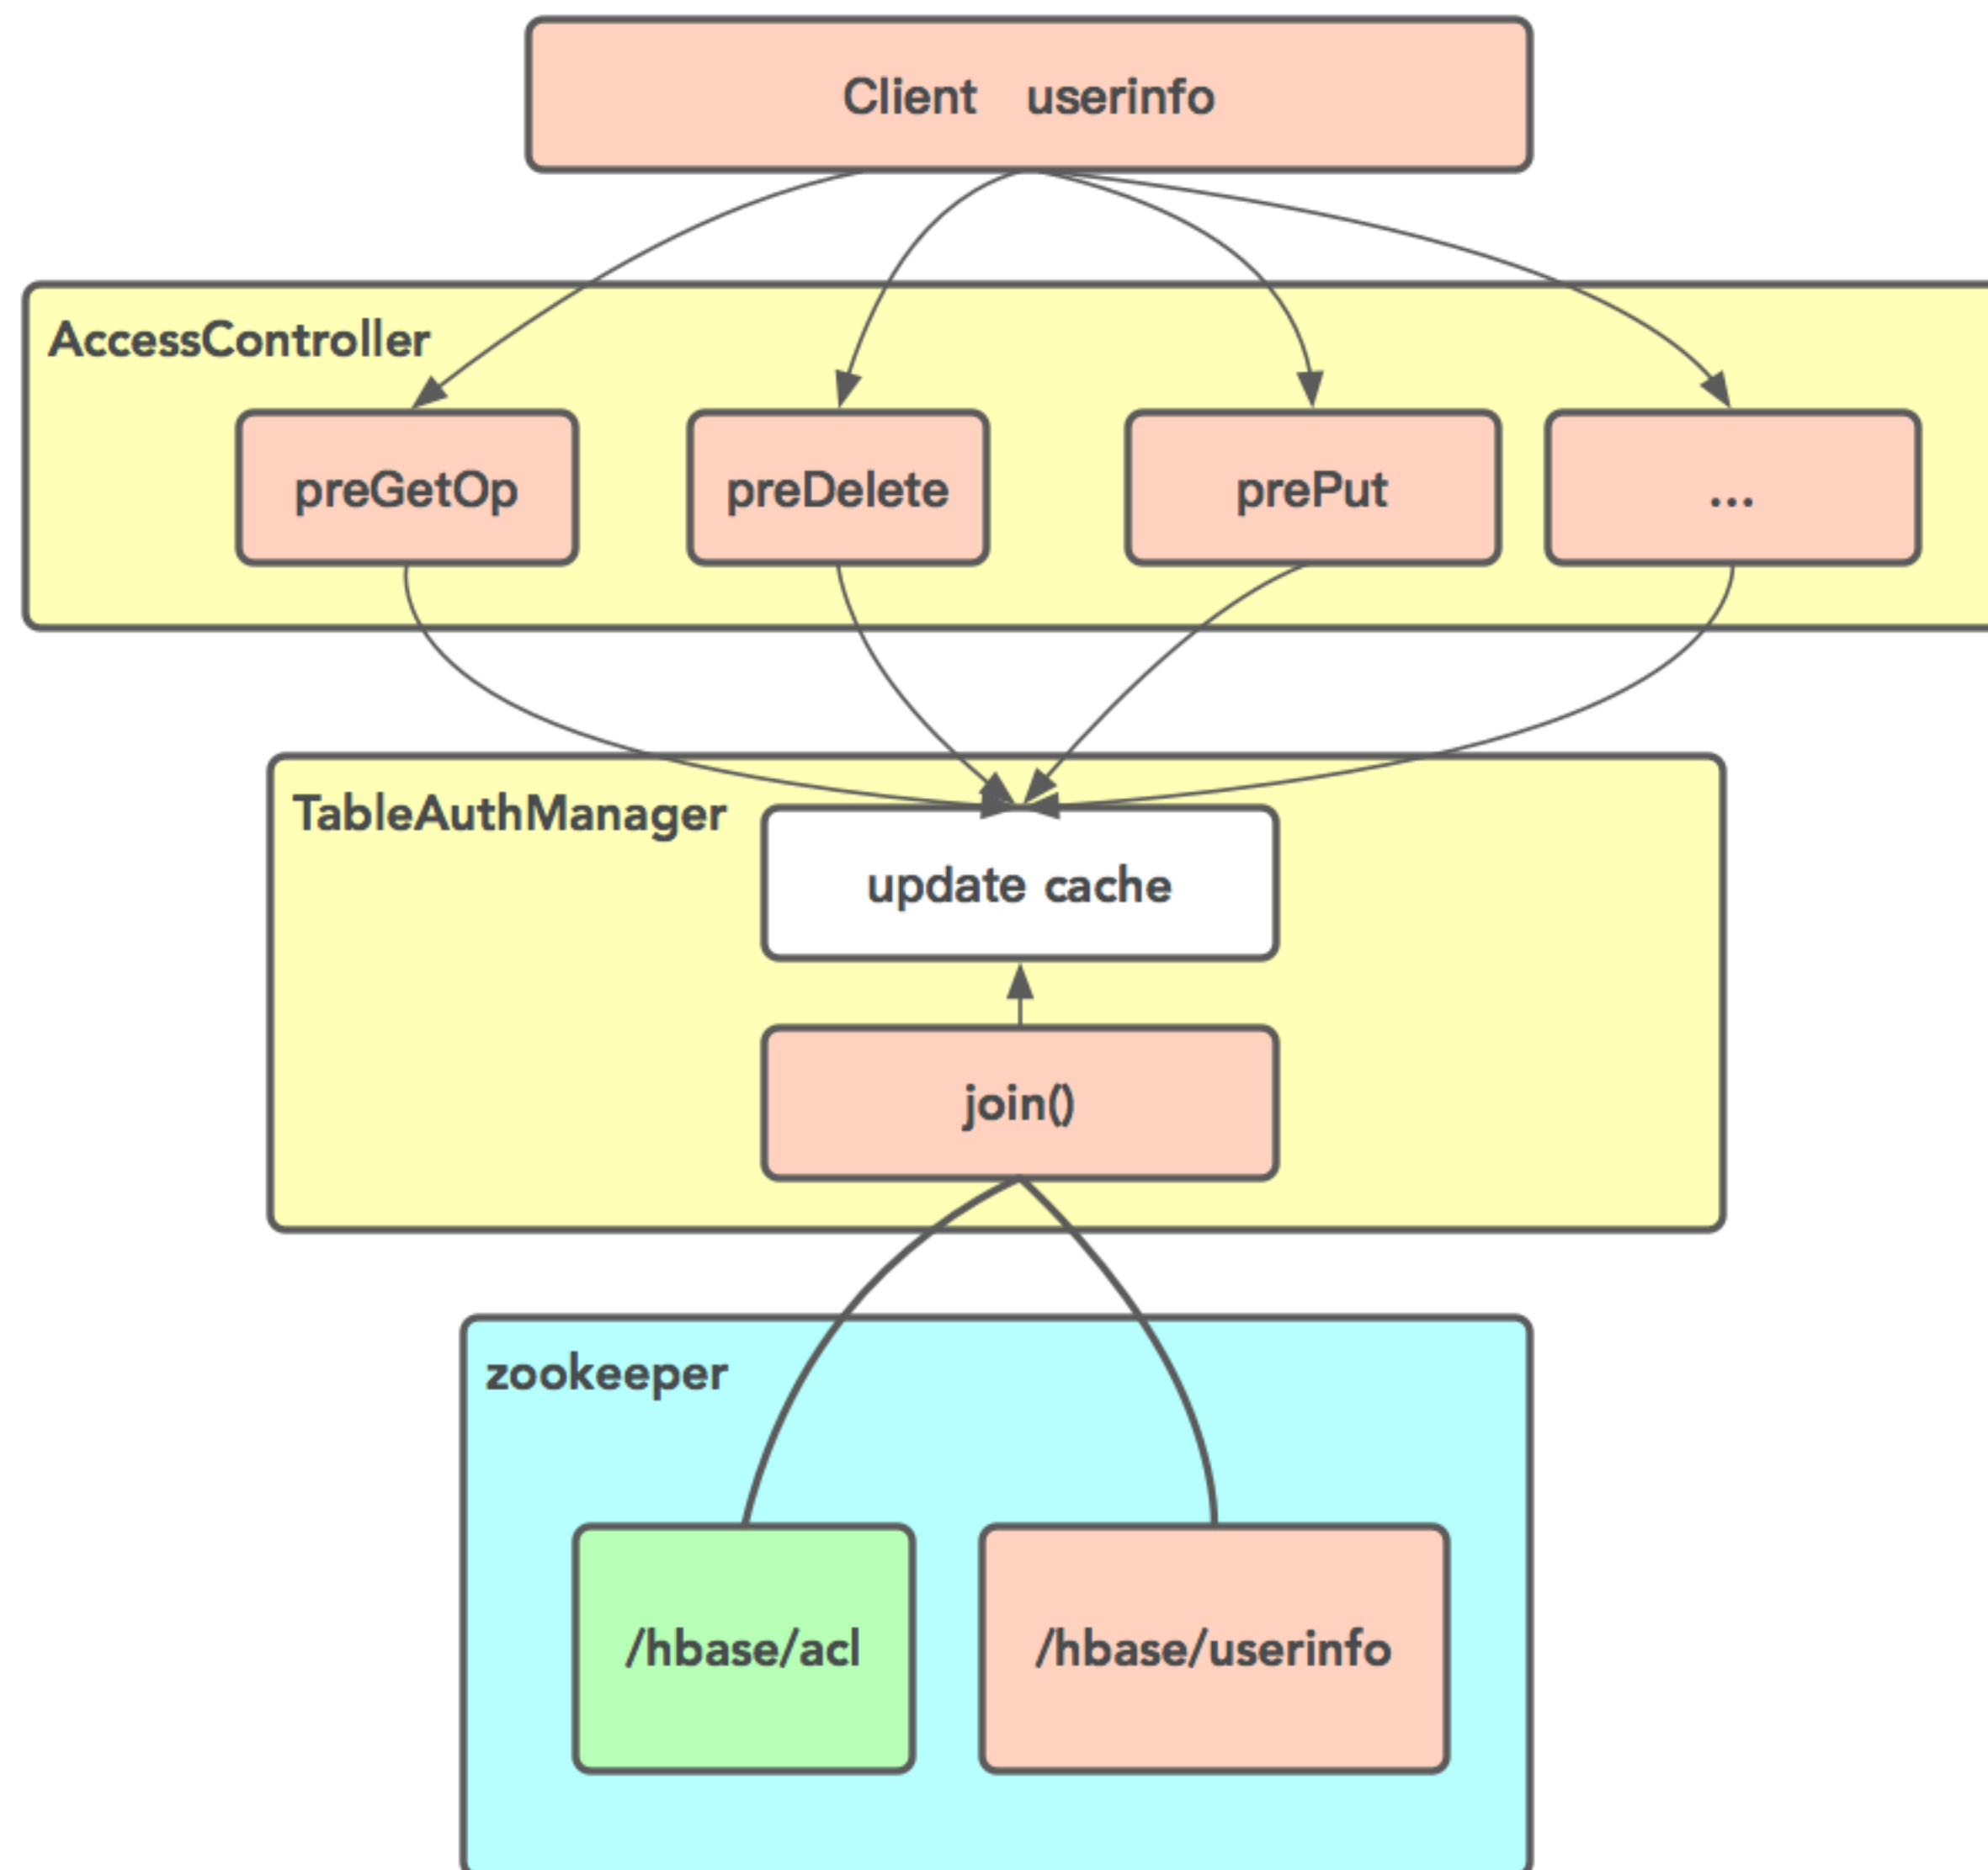 Client userinfo
AccessController
preGetOp
preDelete
prePut
...
TableAuthManager
update cache
join()
zookeeper
/hbase/acl
/hbase/userinfo